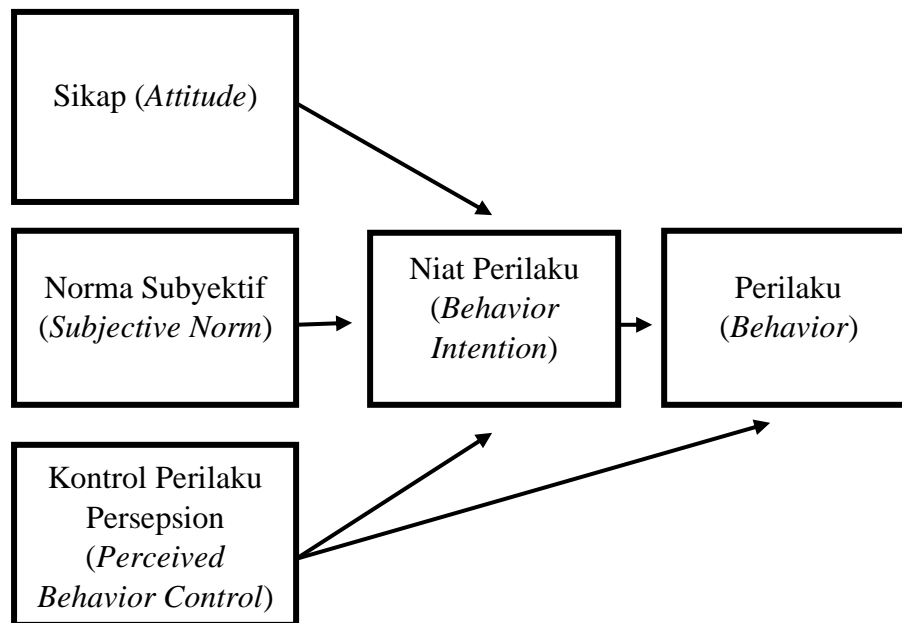 Sikap (Attitude)
Norma Subyektif
(Subjective Norm)
Niat Perilaku
(Behavior
Intention)
Perilaku
(Behavior)
Kontrol Perilaku
Persepsion
(Perceived
Behavior Control)